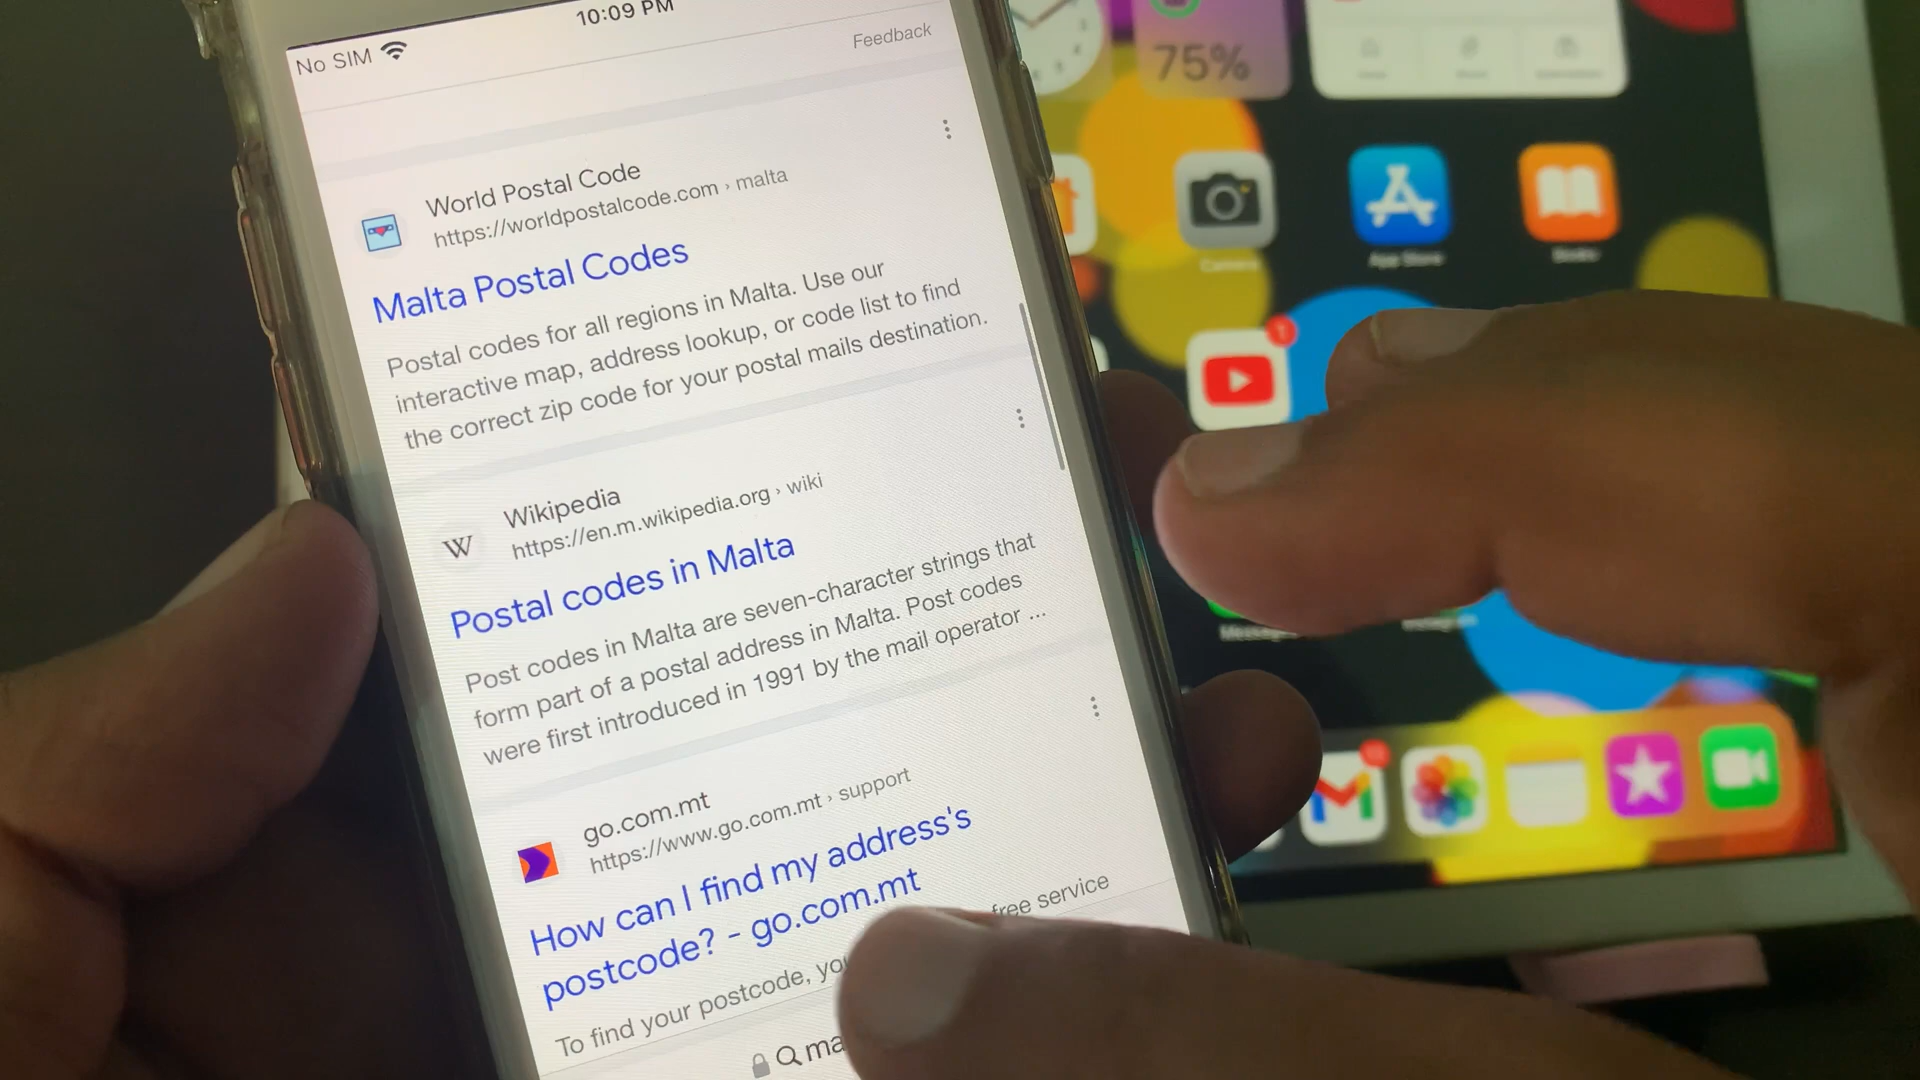 No SIM
10:09 PM
Feedback
World Postal Code
https://worldpostalcode.com › malta
Malta Postal Codes
Postal codes for all regions in Malta. Use our
interactive map, address lookup, or code list to find
the correct zip code for your postal mails destination.
W
Wikipedia
https://en.m.wikipedia.org › wiki
Postal codes in Malta
Post codes in Malta are seven-character strings that
form part of a postal address in Malta. Post codes
were first introduced in 1991 by the mail operator ...
go.com.mt
https://www.go.com.mt › support
How can I find my address's
postcode? - go.com.mt
free service
To find your postcode,
75%
Camera
App Store
Books